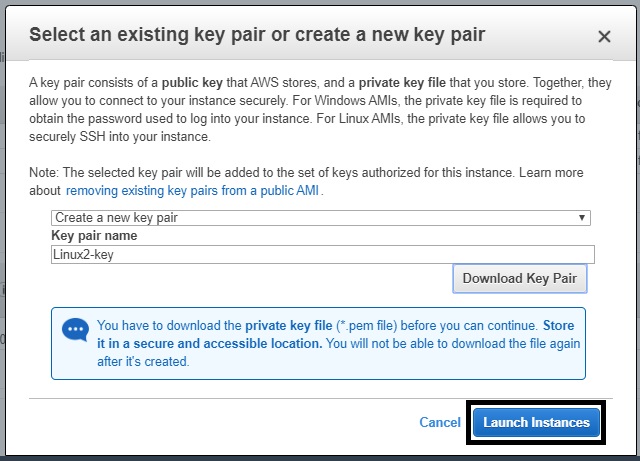 Select an existing key pair or create a new key pair
A key pair consists of a public key that AWS stores, and a private key file that you store. Together, they
allow you to connect to your instance securely. For Windows AMIs, the private key file is required to
obtain the password used to log into your instance. For Linux AMIs, the private key file allows you to
securely SSH into your instance.
Note: The selected key pair will be added to the set of keys authorized for this instance. Learn more
about removing existing key pairs from a public AMI .
Create a new key pair
Key pair name
Linux2-key
Download Key Pair
You have to download the private key file (*.pem file) before you can continue. Store
it in a secure and accessible location. You will not be able to download the file again
after it's created.
Cancel
Launch Instances